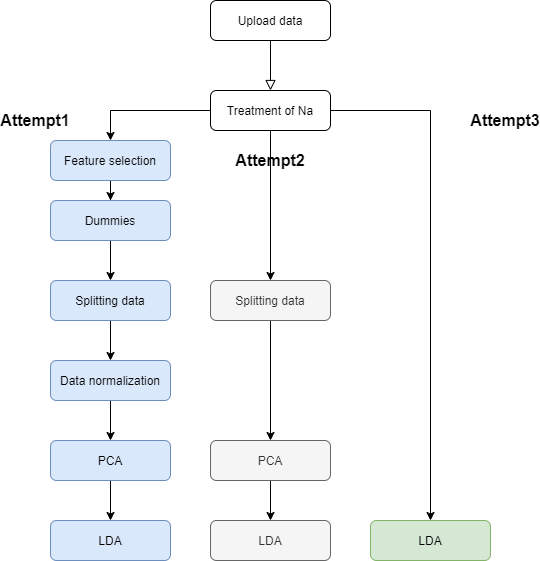 Upload data
Treatment of Na
Attempt1
Attempt3
Feature selection
Attempt2
Dummies
Splitting data
Splitting data
Data normalization
PCA
PCA
LDA
LDA
LDA